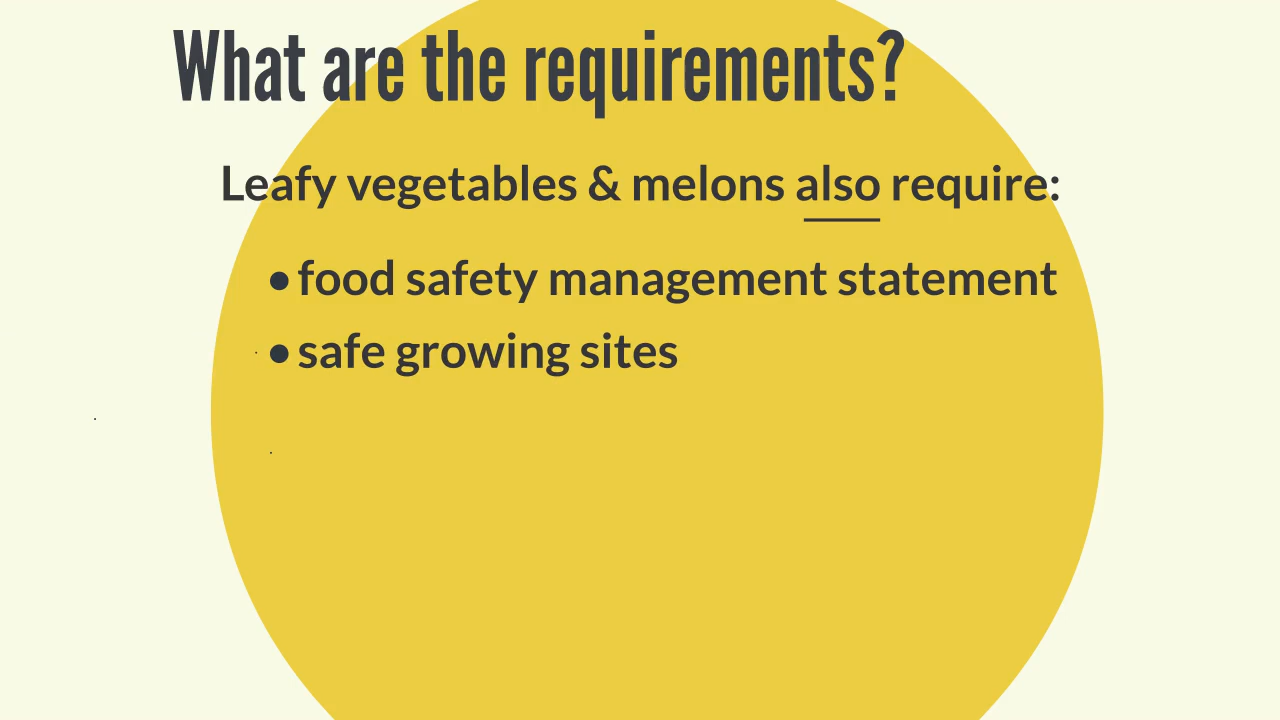 What are the requirements?
Leafy vegetables & melons also require:
• food safety management statement
• safe growing sites